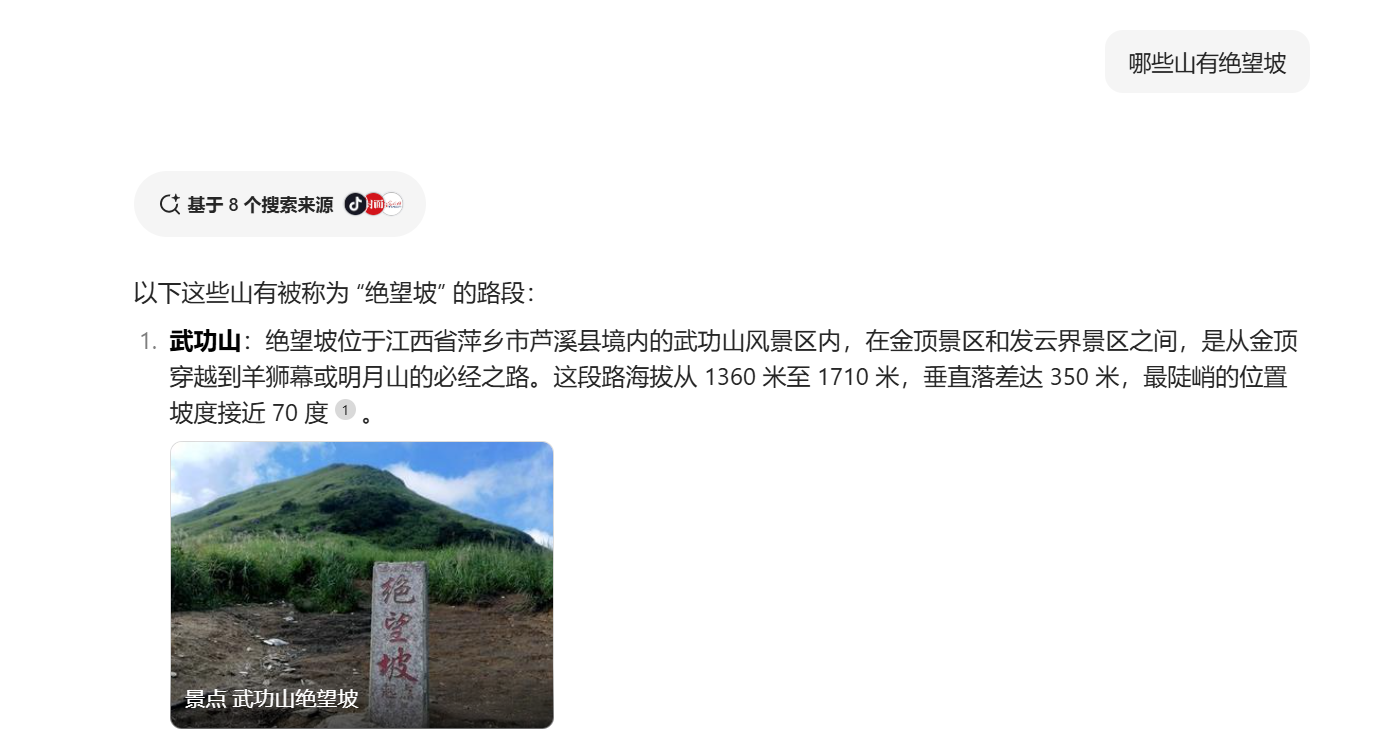 哪些山有绝望坡
基于 8 个搜索来源
以下这些山有被称为 “绝望坡” 的路段：
1. 武功山：绝望坡位于江西省萍乡市芦溪县境内的武功山风景区内，在金顶景区和发云界景区之间，是从金顶
穿越到羊狮幕或明月山的必经之路。这段路海拔从 1360 米至 1710 米，垂直落差达 350 米，最陡峭的位置
坡度接近 70 度 1 。
绝
望
坡
景点 武功山绝望坡